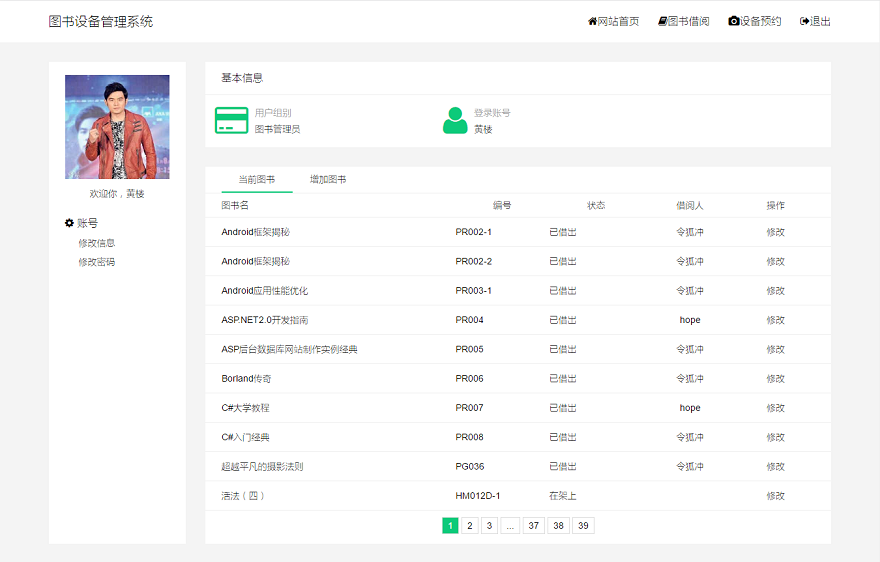 图书设备管理系统 网站首页 图书借阅 设备预约 退出
欢迎你，黄楼
账号
修改信息
修改密码
基本信息
用户组别
图书管理员
登录账号
黄楼
当前图书 增加图书
图书名 编号 状态 借阅人 操作
Android框架揭秘 PR002-1 已借出 令狐冲 修改
Android框架揭秘 PR002-2 已借出 令狐冲 修改
Android应用性能优化 PR003-1 已借出 令狐冲 修改
ASP.NET2.0开发指南 PR004 已借出 hope 修改
ASP后台数据库网站制作实例经典 PR005 已借出 令狐冲 修改
Borland传奇 PR006 已借出 令狐冲 修改
C#大学教程 PR007 已借出 hope 修改
C#入门经典 PR008 已借出 令狐冲 修改
超越平凡的摄影法则 PG036 已借出 令狐冲 修改
活法（四） HM012D-1 在架上 修改
1 2 3 ... 37 38 39